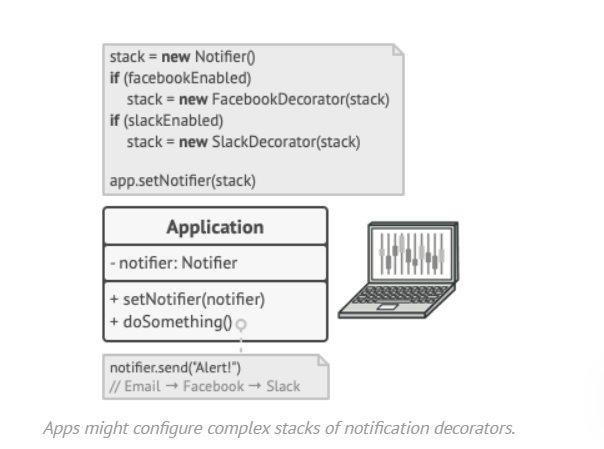 stack = new Notifier()
if (facebookEnabled)
stack = new FacebookDecorator(stack)
if (slackEnabled)
stack = new SlackDecorator(stack)
app.setNotifier(stack)
Application
- notifier: Notifier
+ setNotifier(notifier)
+ doSomething()
notifier.send("Alert!")
// Email → Facebook → Slack
Apps might configure complex stacks of notification decorators.